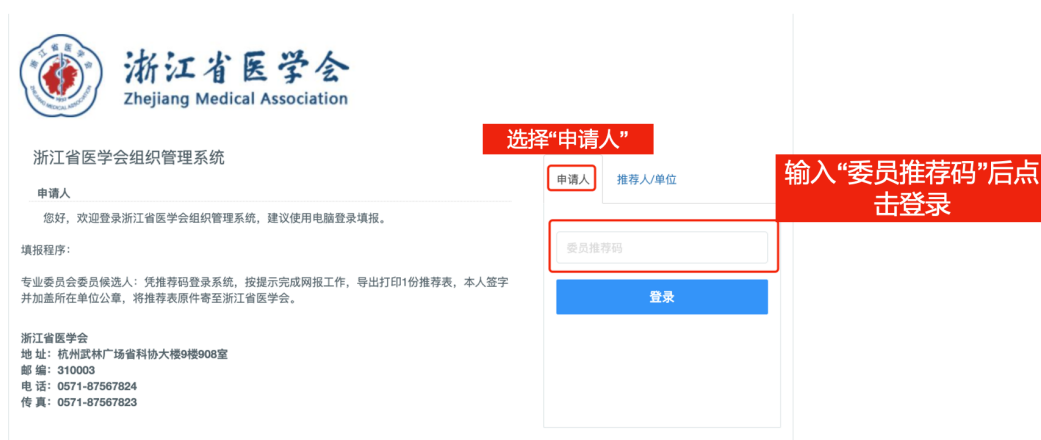 浙江省医学会
Zhejiang Medical Association
选择“申请人”
浙江省医学会组织管理系统
申请人
推荐人/单位
输入“委员推荐码”后点
击登录
申请人
您好，欢迎登录浙江省医学会组织管理系统，建议使用电脑登录填报。
委员推荐码
填报程序：
专业委员会委员候选人：凭推荐码登录系统，按提示完成网报工作，导出打印1份推荐表，本人签字
并加盖所在单位公章，将推荐表原件寄至浙江省医学会。
登录
浙江省医学会
地 址：杭州武林广场省科协大楼9楼908室
邮 编：310003
电 话：0571-87567824
传 真：0571-87567823